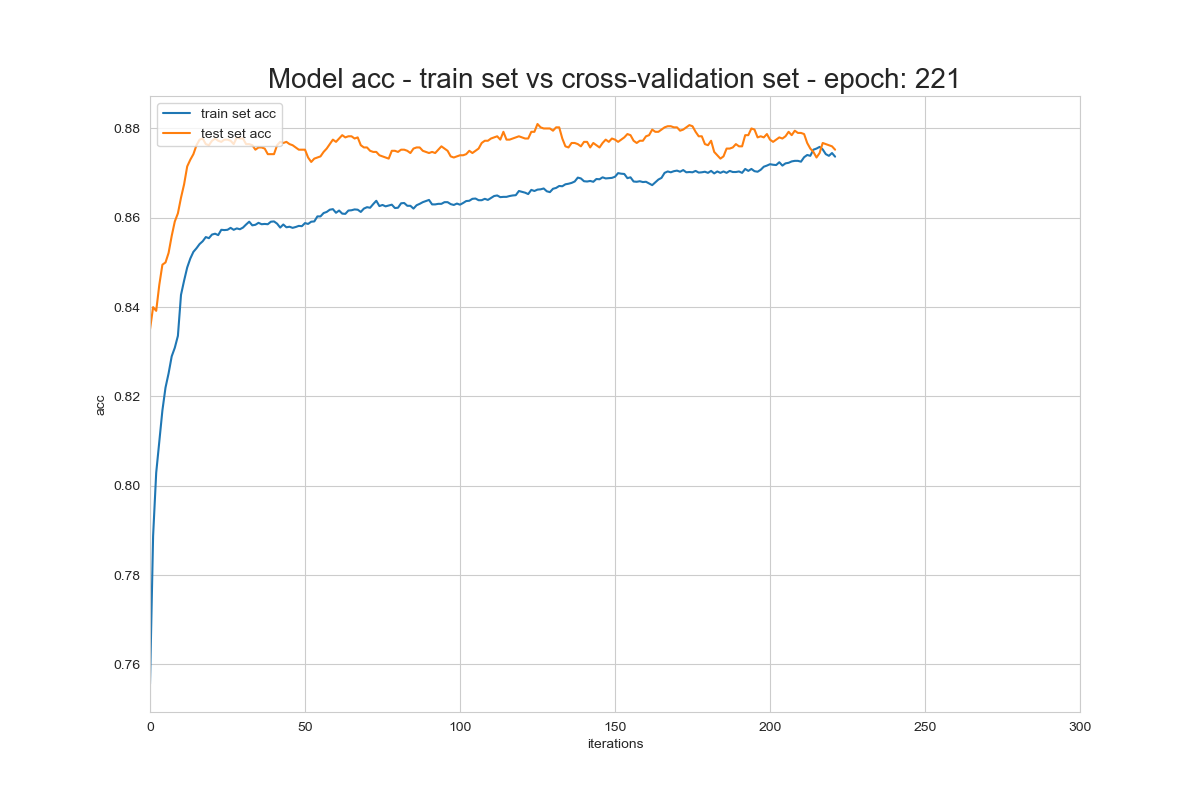 Model acc - train set vs cross-validation set - epoch: 221
train set acc
test set acc
0.88
0.86
0.84
0.82
0.80
0.78
0.76
acc
0
50
100
150
200
250
300
iterations